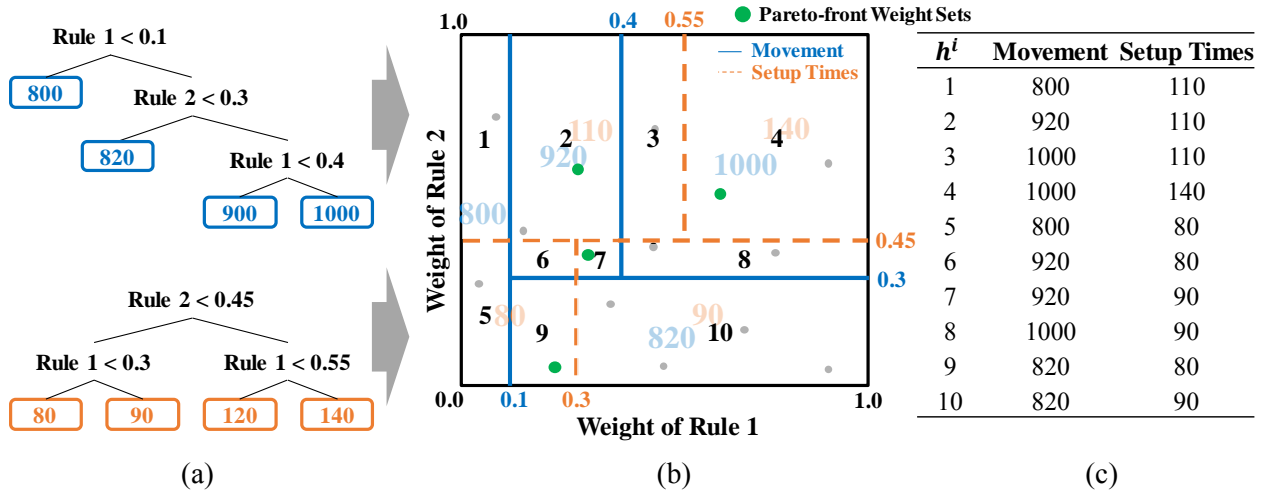 Rule 1 < 0.1
800
Rule 2 < 0.3
820
Rule 1 < 0.4
900 1000
Rule 2 < 0.45
Rule 1 < 0.3 Rule 1 < 0.55
80 90 120 140
(a)
Pareto-front Weight Sets
1.0 0.4 0.55
Movement
Setup Times
Weight of Rule 2
1 2 110 3 140 4
920 1000
800
0.45
6 7 8
0.3
5 80 90
9 820 10
0.0 0.1 0.3 1.0
Weight of Rule 1
(b)
h^i Movement Setup Times
1 800 110
2 920 110
3 1000 110
4 1000 140
5 800 80
6 920 80
7 920 90
8 1000 90
9 820 80
10 820 90
(c)